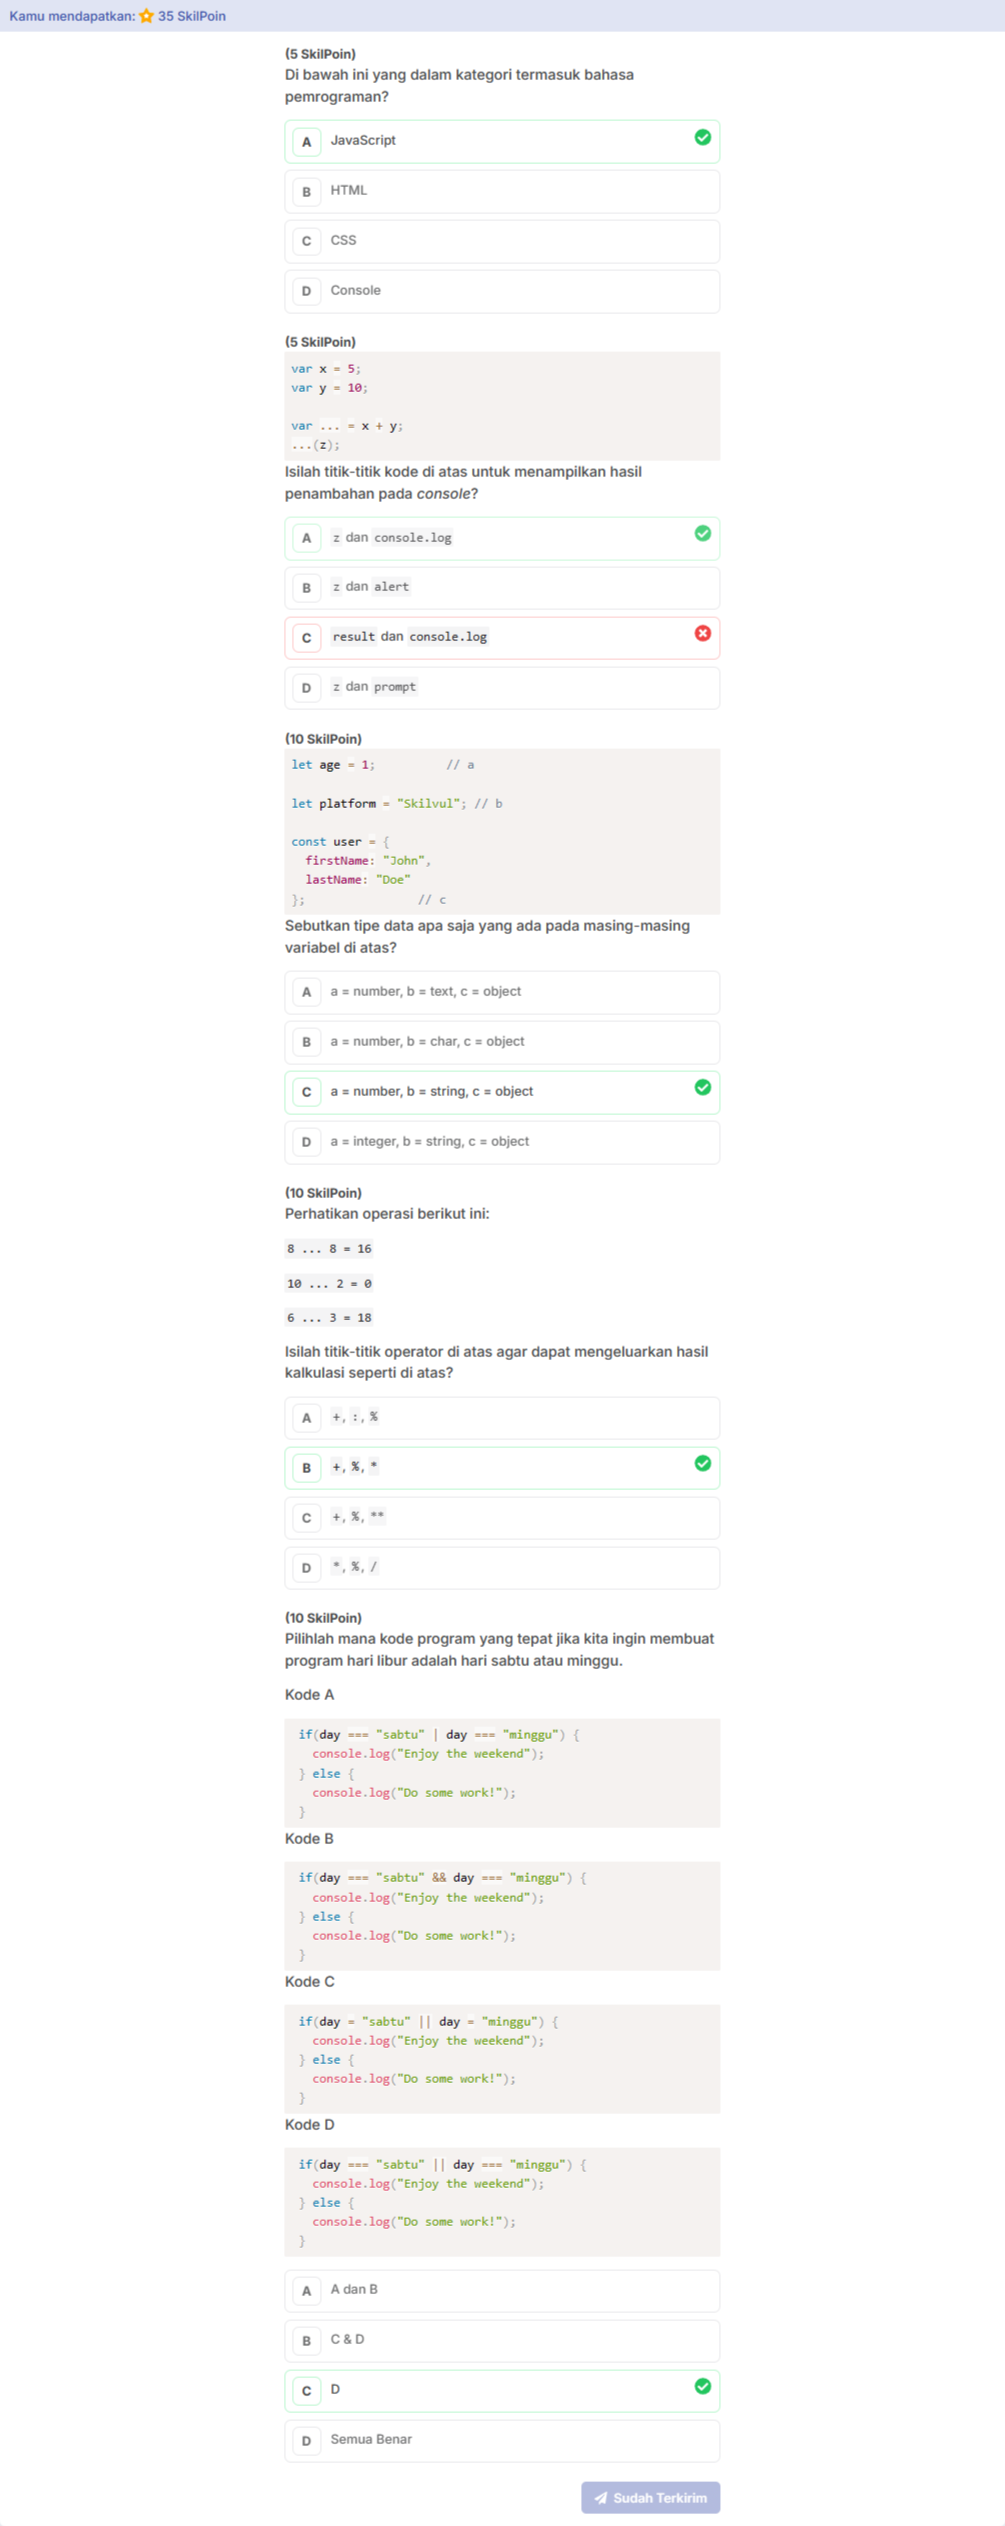 Kamu mendapatkan: 35 SkilPoin
(5 SkilPoin)
Di bawah ini yang dalam kategori termasuk bahasa
pemrograman?
A JavaScript
B HTML
C CSS
D Console
(5 SkilPoin)
var x = 5;
var y = 10;
var ... = x + y;
...(z);
Isilah titik-titik kode di atas untuk menampilkan hasil
penambahan pada console?
A z dan console.log
B z dan alert
C result dan console.log
D z dan prompt
(10 SkilPoin)
let age = 1; // a
let platform = "Skilvul"; // b
const user = {
firstName: "John",
lastName: "Doe"
}; // c
Sebutkan tipe data apa saja yang ada pada masing-masing
variabel di atas?
A a = number, b = text, c = object
B a = number, b = char, c = object
C a = number, b = string, c = object
D a = integer, b = string, c = object
(10 SkilPoin)
Perhatikan operasi berikut ini:
8 ... 8 = 16
10 ... 2 = 0
6 ... 3 = 18
Isilah titik-titik operator di atas agar dapat mengeluarkan hasil
kalkulasi seperti di atas?
A +, :, %
B +, %, *
C +, %, **
D *, %, /
(10 SkilPoin)
Pilihlah mana kode program yang tepat jika kita ingin membuat
program hari libur adalah hari sabtu atau minggu.
Kode A
if(day === "sabtu" | day === "minggu") {
console.log("Enjoy the weekend");
} else {
console.log("Do some work!");
}
Kode B
if(day === "sabtu" && day === "minggu") {
console.log("Enjoy the weekend");
} else {
console.log("Do some work!");
}
Kode C
if(day = "sabtu" || day = "minggu") {
console.log("Enjoy the weekend");
} else {
console.log("Do some work!");
}
Kode D
if(day === "sabtu" || day === "minggu") {
console.log("Enjoy the weekend");
} else {
console.log("Do some work!");
}
A A dan B
B C & D
C D
D Semua Benar
Sudah Terkirim